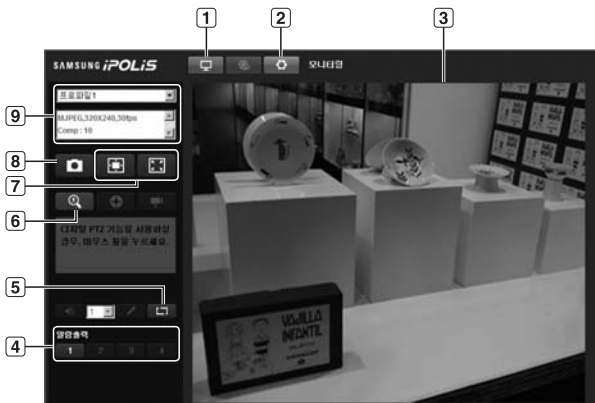 1
2
3
SAMSUNG iPOLiS
모니터링
9
프로파일1
MJPEG,320X240,30fps
Comp : 10
8
7
6
디지털 PTZ 기능을 사용하실
경우, 마우스 휠을 누르세요.
5
1
알람출력
4
1 2 3 4
VAJILLA
INFANTIL